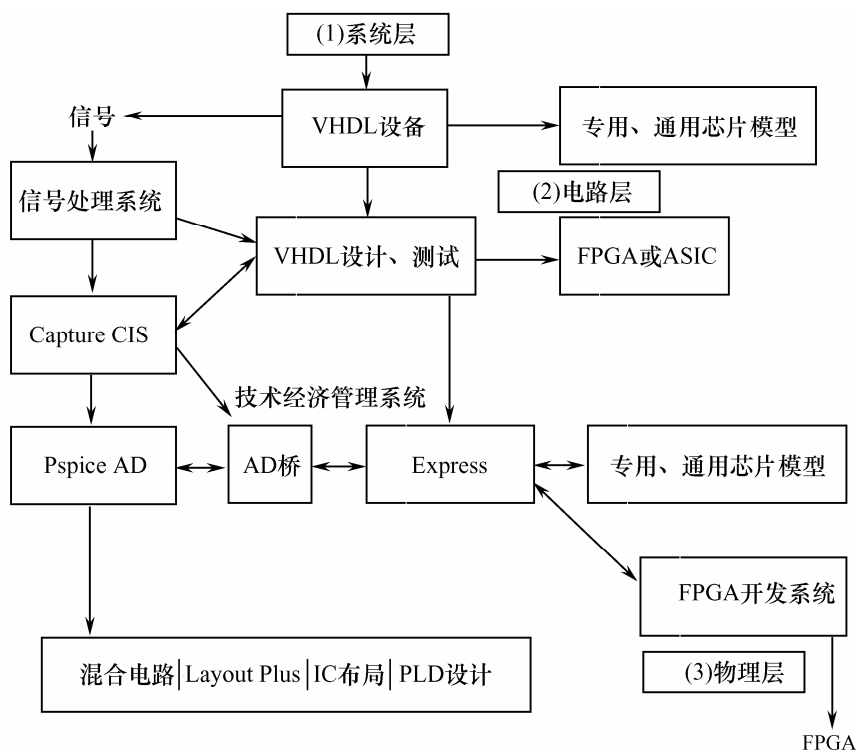 (1)系统层
信号
VHDL设备
专用、通用芯片模型
信号处理系统
(2)电路层
VHDL设计、测试
FPGA或ASIC
Capture CIS
技术经济管理系统
Pspice AD
AD桥
Express
专用、通用芯片模型
FPGA开发系统
混合电路|Layout Plus|IC布局|PLD设计
(3)物理层
FPGA